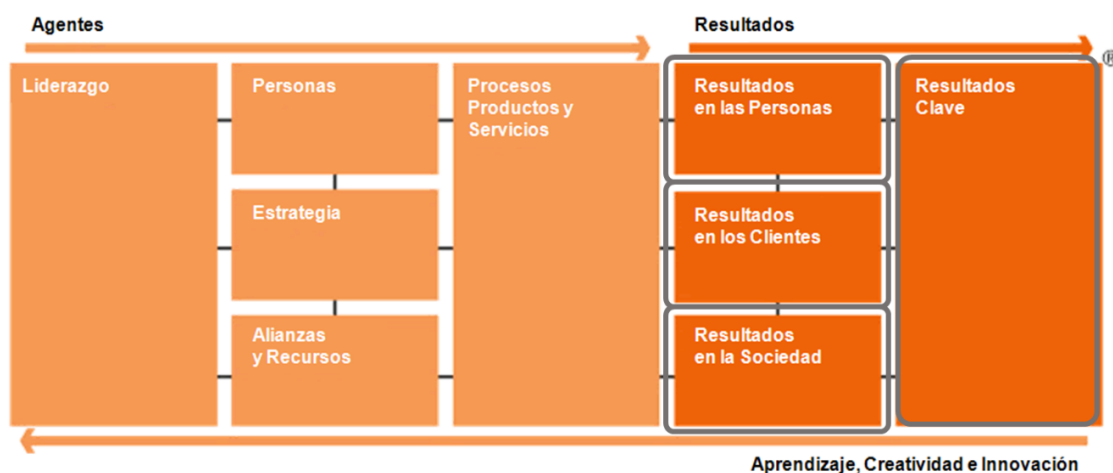 Agentes
Resultados
®
Liderazgo
Personas
Procesos
Productos y
Servicios
Resultados
en las Personas
Resultados
Clave
Estrategia
Resultados
en los Clientes
Alianzas
y Recursos
Resultados
en la Sociedad
Aprendizaje, Creatividad e Innovación